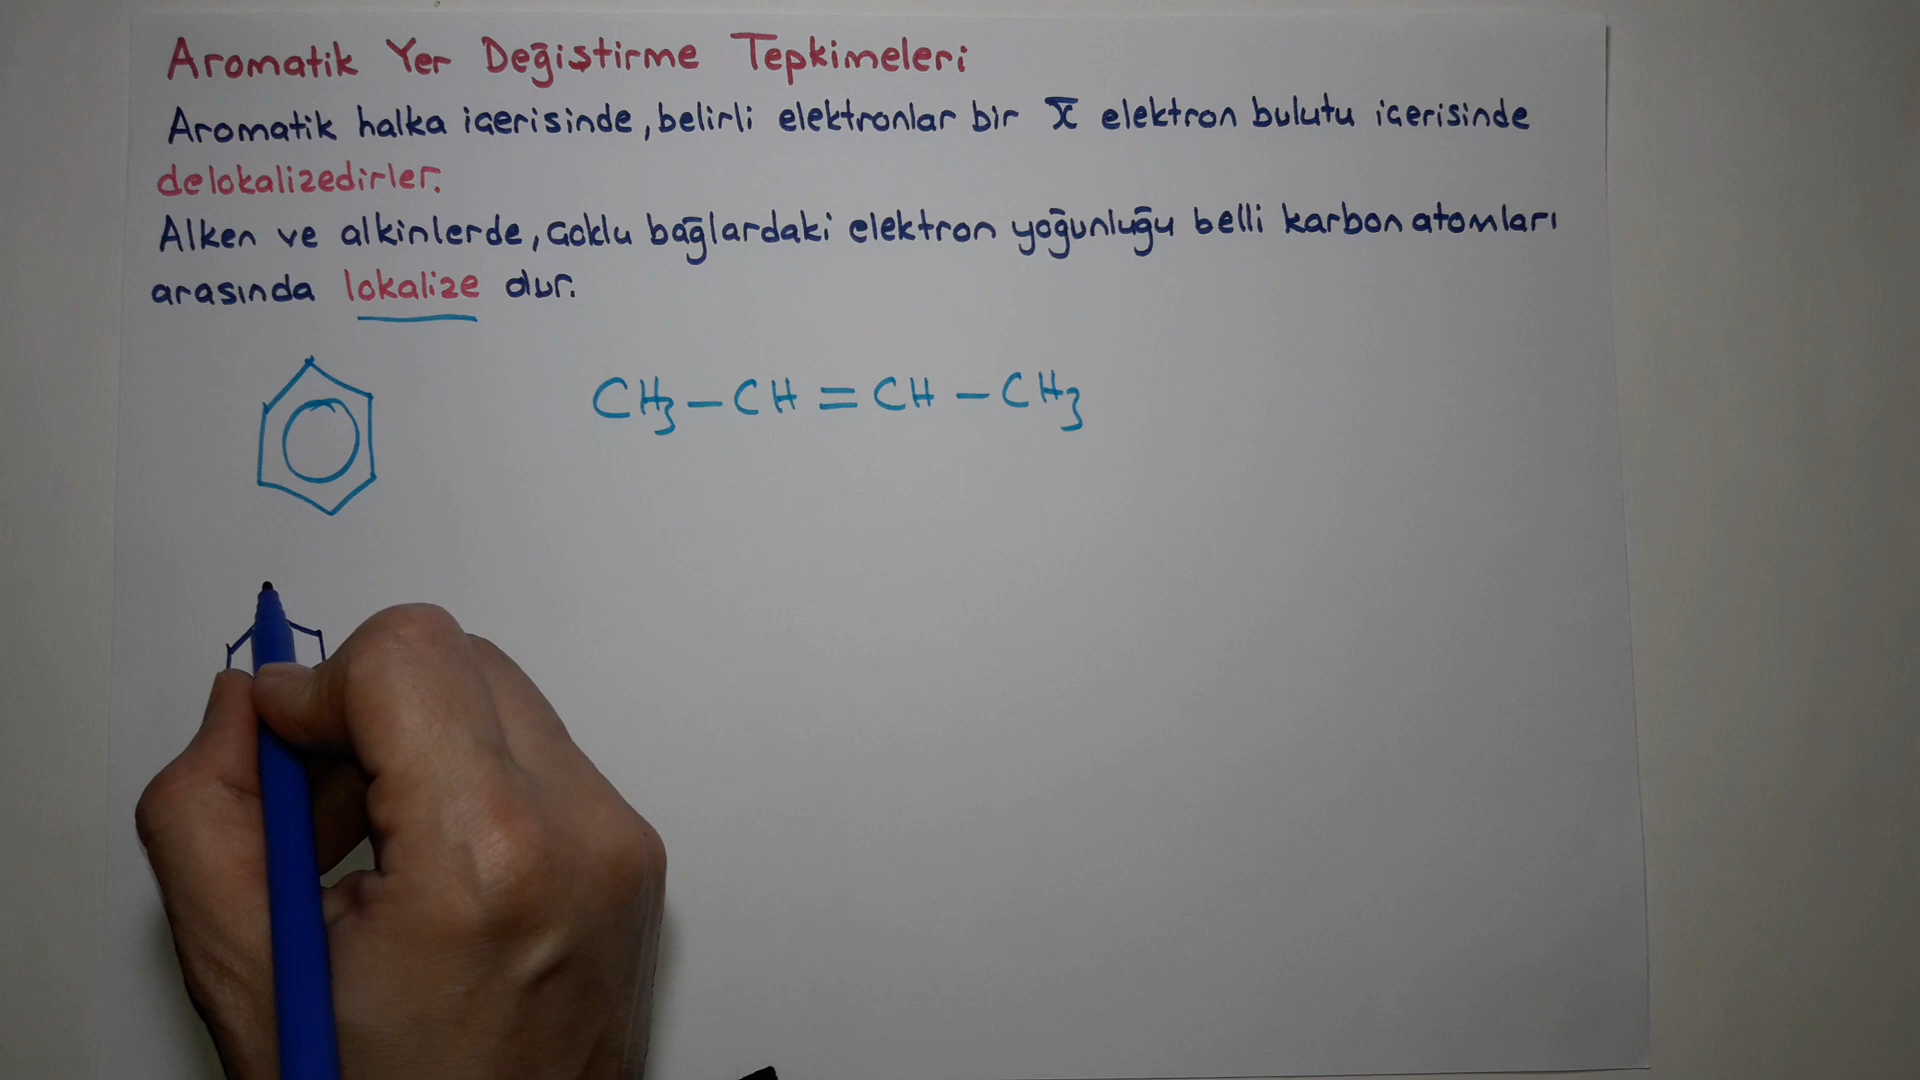 Aromatik Yer Değiştirme Tepkimeleri
Aromatik halka içerisinde, belirli elektronlar bir π elektron bulutu içerisinde
delokalizedirler.
Alken ve alkinlerde, çoklu bağlardaki elektron yoğunluğu belli karbon atomları
arasında lokalize olur.
CH3-CH=CH-CH3